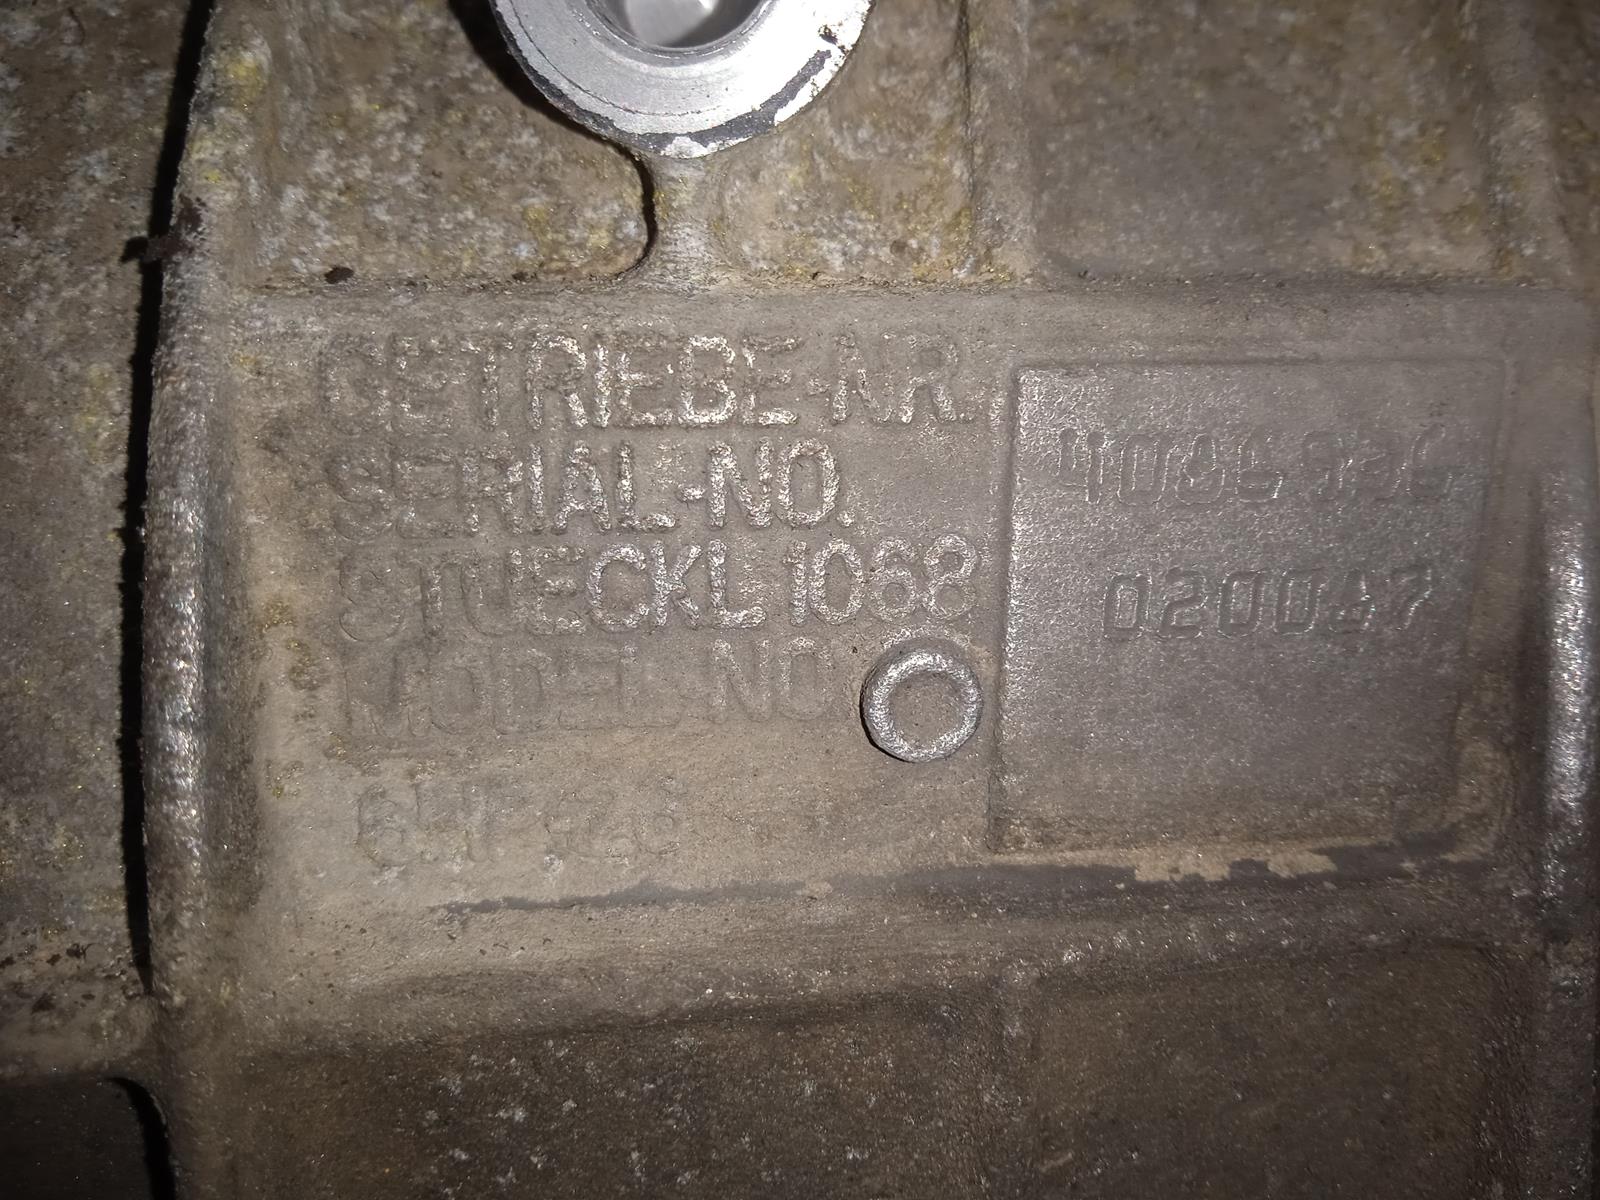 GETRIEBE-NR.
SERIAL-NO.
STUECKL 1068
MODEL-NO
020047